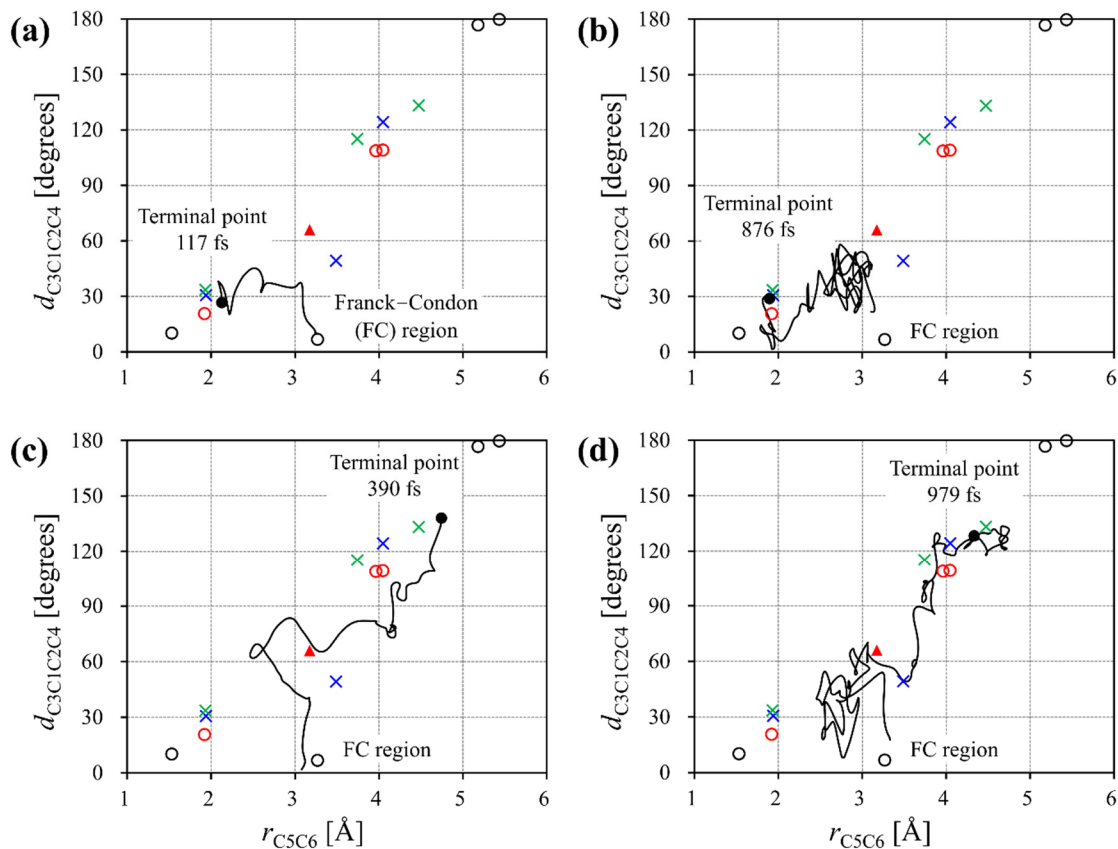 (a)
180
150
120
90
60
30
0
d_C3C1C2C4 [degrees]
Terminal point
117 fs
Franck−Condon
(FC) region
1 2 3 4 5 6
(b)
180
150
120
90
60
30
0
Terminal point
876 fs
FC region
1 2 3 4 5 6
(c)
180
150
120
90
60
30
0
d_C3C1C2C4 [degrees]
Terminal point
390 fs
FC region
1 2 3 4 5 6
r_C5C6 [Å]
(d)
180
150
120
90
60
30
0
Terminal point
979 fs
FC region
1 2 3 4 5 6
r_C5C6 [Å]